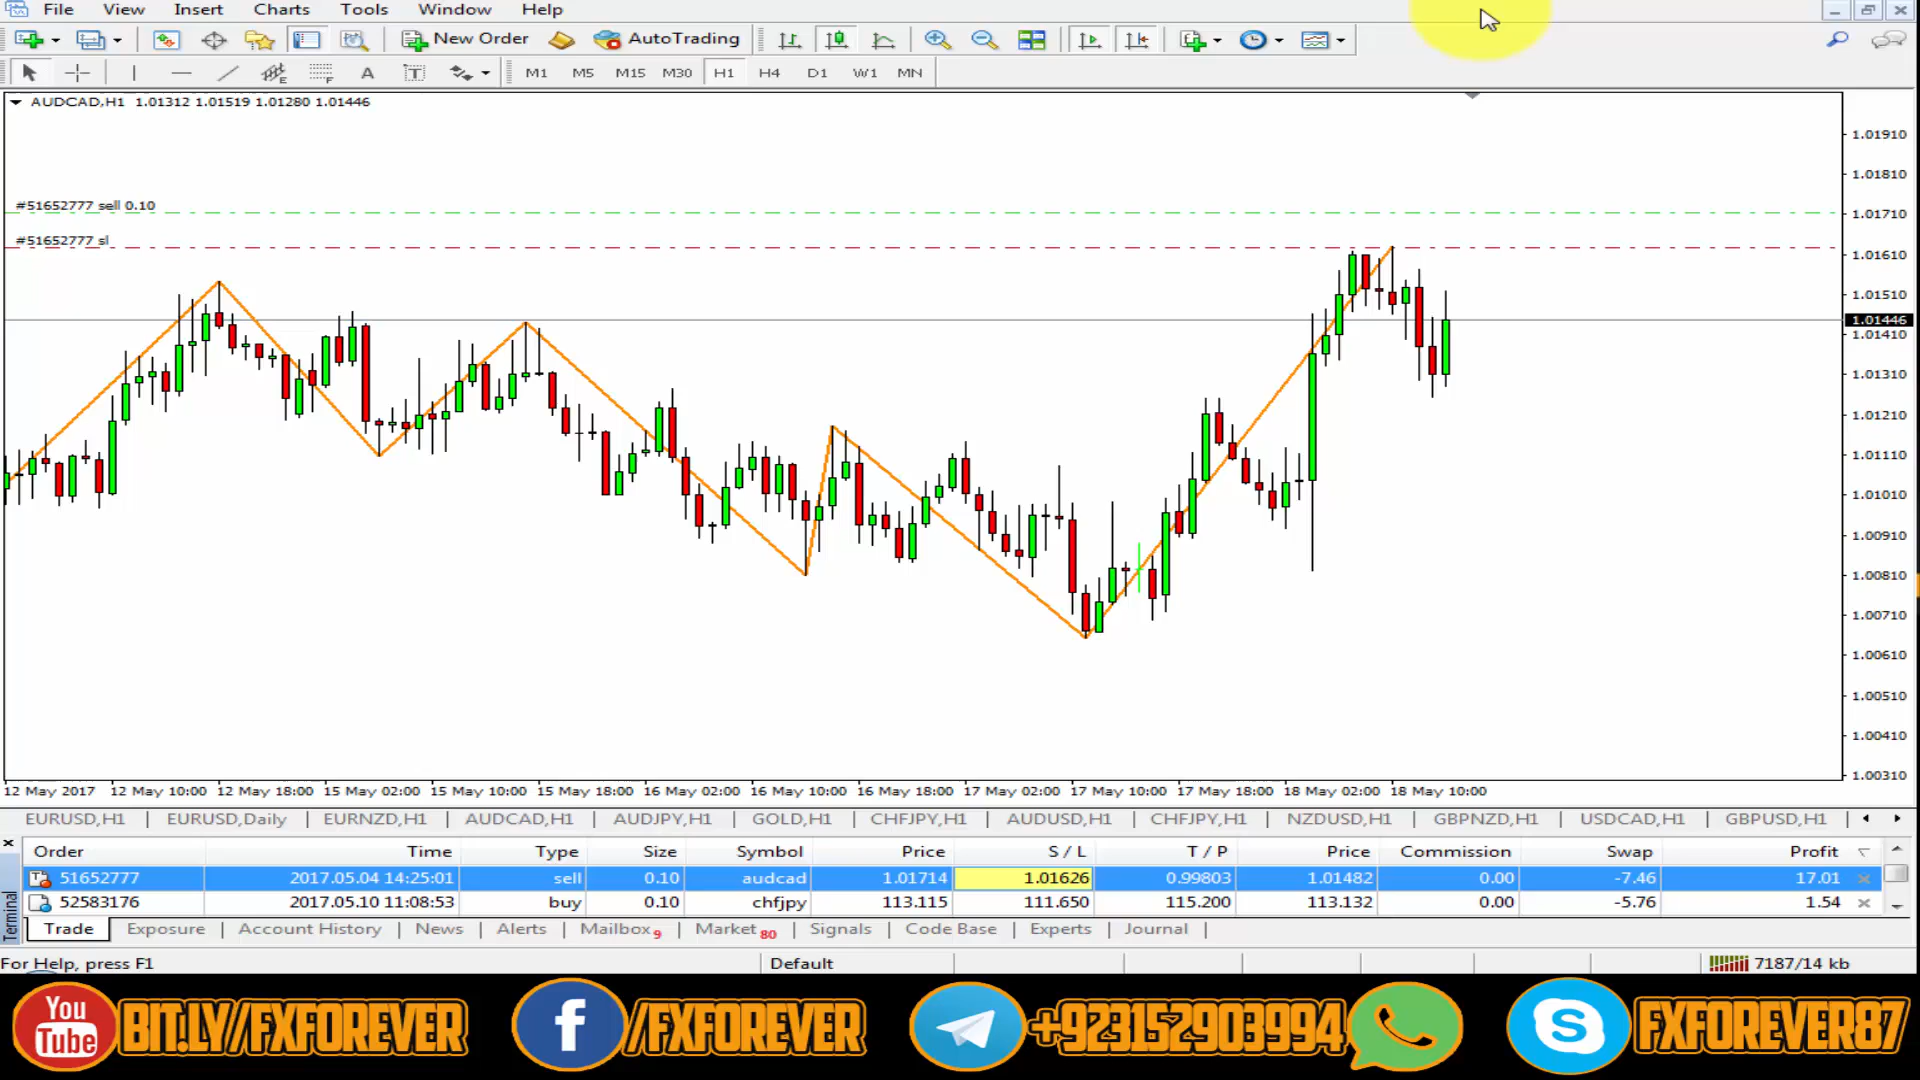 File View Insert Charts Tools Window Help
New Order AutoTrading
A T M1 M5 M15 M30 H1 H4 D1 W1 MN
AUDCAD,H1 1.01312 1.01519 1.01280 1.01446
1.01910
1.01810
#51652777 sell 0.10
1.01710
#51652777 sl
1.01610
1.01510
1.01446
1.01410
1.01310
1.01210
1.01110
1.01010
1.00910
1.00810
1.00710
1.00610
1.00510
1.00410
1.00310
12 May 2017 12 May 10:00 12 May 18:00 15 May 02:00 15 May 10:00 15 May 18:00 16 May 02:00 16 May 10:00 16 May 18:00 17 May 02:00 17 May 10:00 17 May 18:00 18 May 02:00 18 May 10:00
EURUSD,H1 EURUSD,Daily EURNZD,H1 AUDCAD,H1 AUDJPY,H1 GOLD,H1 CHFJPY,H1 AUDUSD,H1 CHFJPY,H1 NZDUSD,H1 GBPNZD,H1 USDCAD,H1 GBPUSD,H1
Order Time Type Size Symbol Price S / L T / P Price Commission Swap Profit
51652777 2017.05.04 14:25:01 sell 0.10 audcad 1.01714 1.01626 0.99803 1.01482 0.00 -7.46 17.01
52583176 2017.05.10 11:08:53 buy 0.10 chfjpy 113.115 111.650 115.200 113.132 0.00 -5.76 1.54
Terminal
Trade Exposure Account History News Alerts Mailbox 9 Market 80 Signals Code Base Experts Journal
For Help, press F1 Default 7187/14 kb
You Tube BIT.LY/FXFOREVER f /FXFOREVER +923152903994 S FXFOREVER87